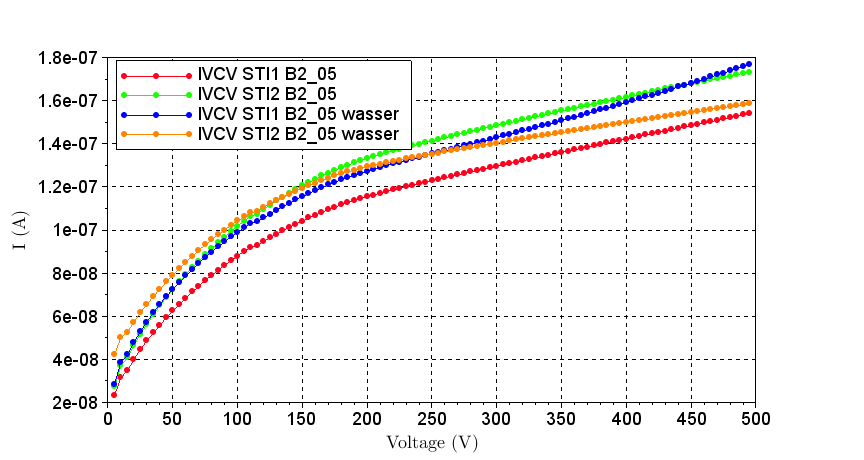 1.8e-07
1.6e-07
1.4e-07
1.2e-07
1e-07
8e-08
6e-08
4e-08
2e-08
I (A)
IVCV STI1 B2_05
IVCV STI2 B2_05
IVCV STI1 B2_05 wasser
IVCV STI2 B2_05 wasser
0 50 100 150 200 250 300 350 400 450 500
Voltage (V)